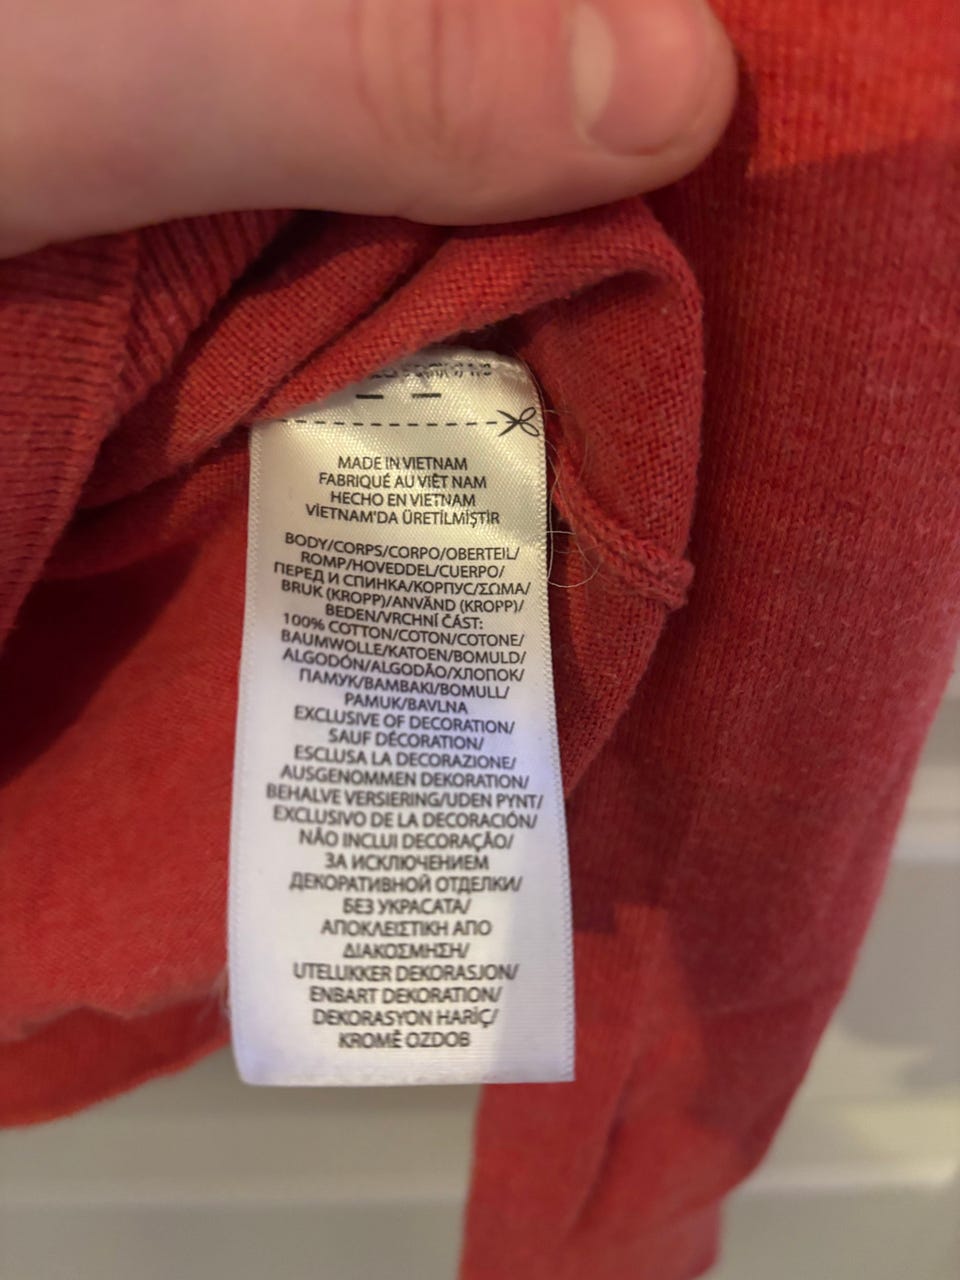 MADE IN VIETNAM
FABRIQUÉ AU VIÊT NAM
HECHO EN VIETNAM
VİETNAM'DA ÜRETİLMİŞTİR
BODY/CORPS/CORPO/OBERTEIL/
ROMP/HOVEDDEL/CUERPO/
ПЕРЕД И СПИНКА/КОРПУС/ΣΩΜΑ/
BRUK (KROPP)/ANVÄND (KROPP)/
BEDEN/VRCHNÍ ČÁST:
100% COTTON/COTON/COTONE/
BAUMWOLLE/KATOEN/BOMULD/
ALGODÓN/ALGODÃO/ХЛОПОК/
ПАМУК/ΒΑΜΒΑΚΙ/BOMULL/
PAMUK/BAVLNA
EXCLUSIVE OF DECORATION/
SAUF DÉCORATION/
ESCLUSA LA DECORAZIONE/
AUSGENOMMEN DEKORATION/
BEHALVE VERSIERING/UDEN PYNT/
EXCLUSIVO DE LA DECORACIÓN/
NÃO INCLUI DECORAÇÃO/
ЗА ИСКЛЮЧЕНИЕМ
ДЕКОРАТИВНОЙ ОТДЕЛКИ/
БЕЗ УКРАСАТА/
ΑΠΟΚΛΕΙΣΤΙΚΗ ΑΠΟ
ΔΙΑΚΟΣΜΗΣΗ/
UTELUKKER DEKORASJON/
ENBART DEKORATION/
DEKORASYON HARİÇ/
KROMĚ OZDOB